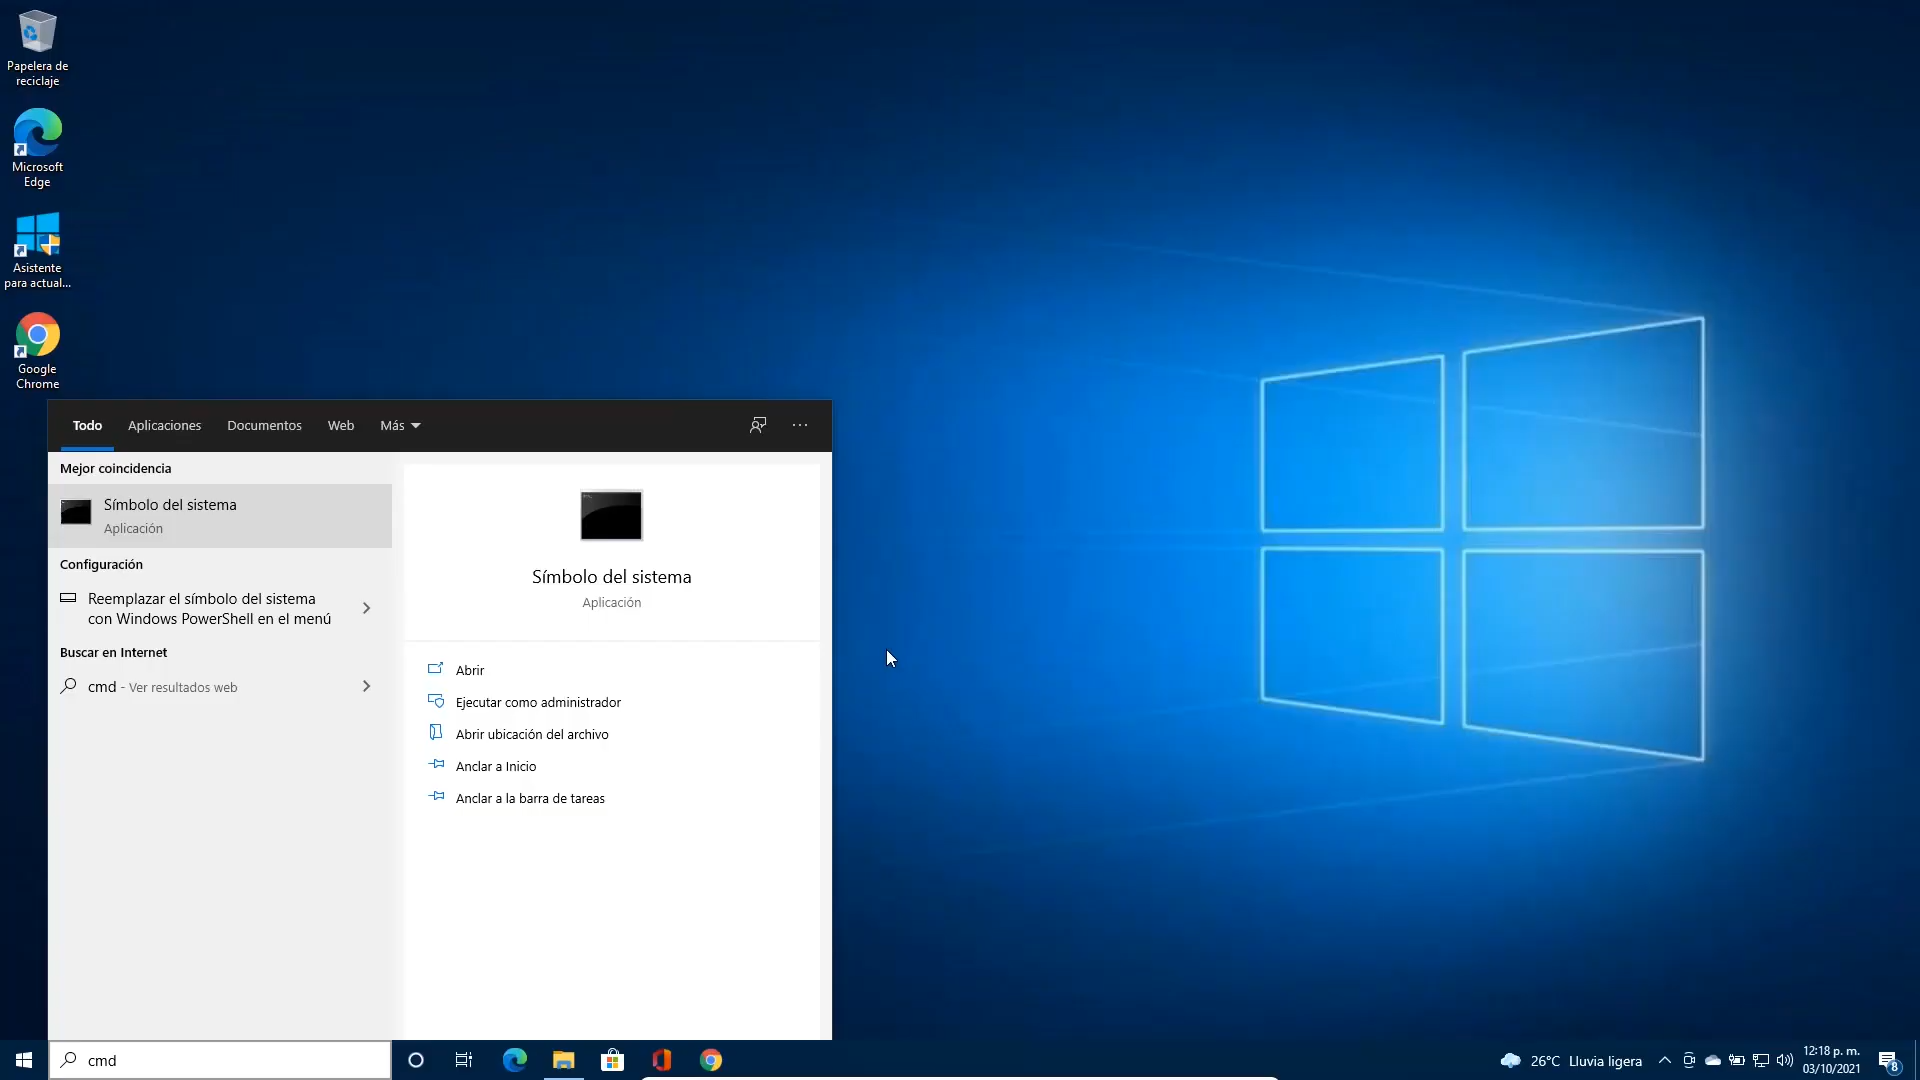 Papelera de
reciclaje
Microsoft
Edge
Asistente
para actual...
Google
Chrome
Todo
Aplicaciones
Documentos
Web
Más
Mejor coincidencia
Símbolo del sistema
Aplicación
Configuración
Reemplazar el símbolo del sistema
con Windows PowerShell en el menú
Buscar en Internet
cmd - Ver resultados web
Símbolo del sistema
Aplicación
Abrir
Ejecutar como administrador
Abrir ubicación del archivo
Anclar a Inicio
Anclar a la barra de tareas
cmd
26°C Lluvia ligera
12:18 p. m.
03/10/2021
8